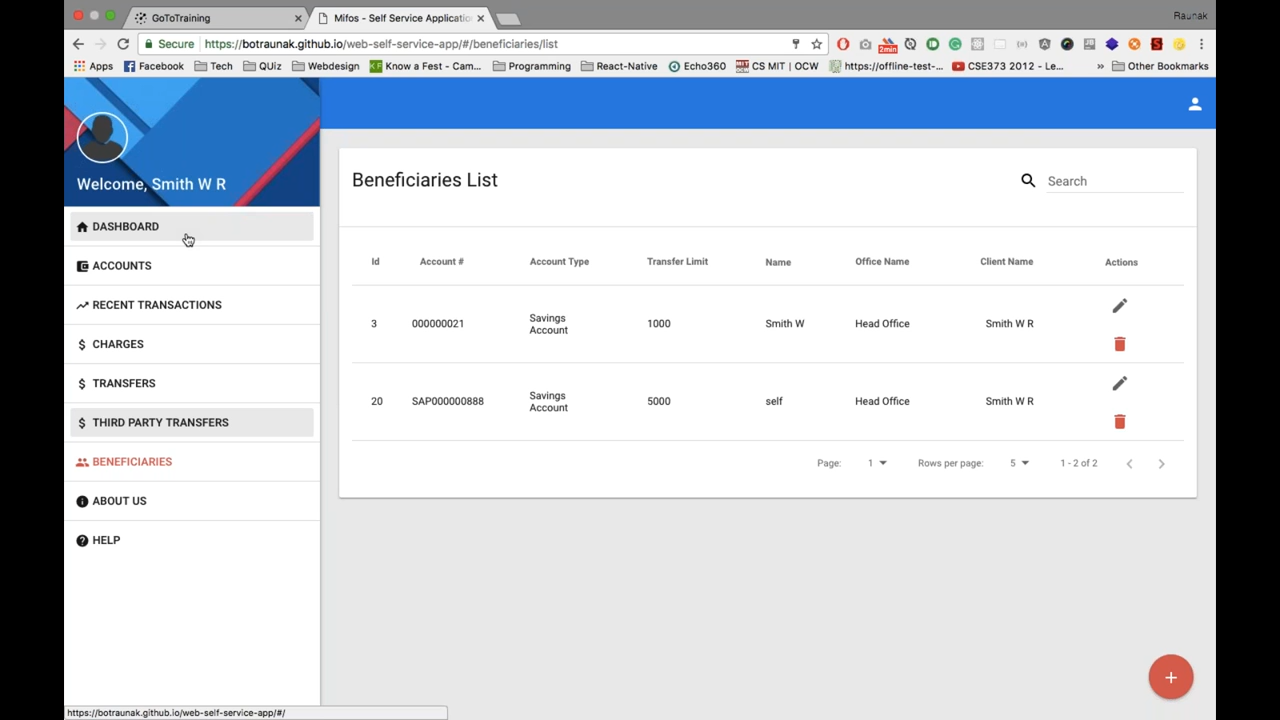 GoToTraining
Mifos - Self Service Applicatio
Raunak
Secure
https://botraunak.github.io/web-self-service-app/#/beneficiaries/list
2min
Apps
Facebook
Tech
QUiz
Webdesign
Know a Fest - Cam...
Programming
React-Native
Echo360
CS MIT | OCW
https://offline-test-...
CSE373 2012 - Le...
»
Other Bookmarks
Welcome, Smith W R
DASHBOARD
ACCOUNTS
RECENT TRANSACTIONS
$ CHARGES
$ TRANSFERS
$ THIRD PARTY TRANSFERS
BENEFICIARIES
ABOUT US
HELP
Beneficiaries List
Search
Id Account # Account Type Transfer Limit Name Office Name Client Name Actions
3 000000021 Savings Account 1000 Smith W Head Office Smith W R
20 SAP000000888 Savings Account 5000 self Head Office Smith W R
Page: 1 Rows per page: 5 1 - 2 of 2
+
https://botraunak.github.io/web-self-service-app/#/